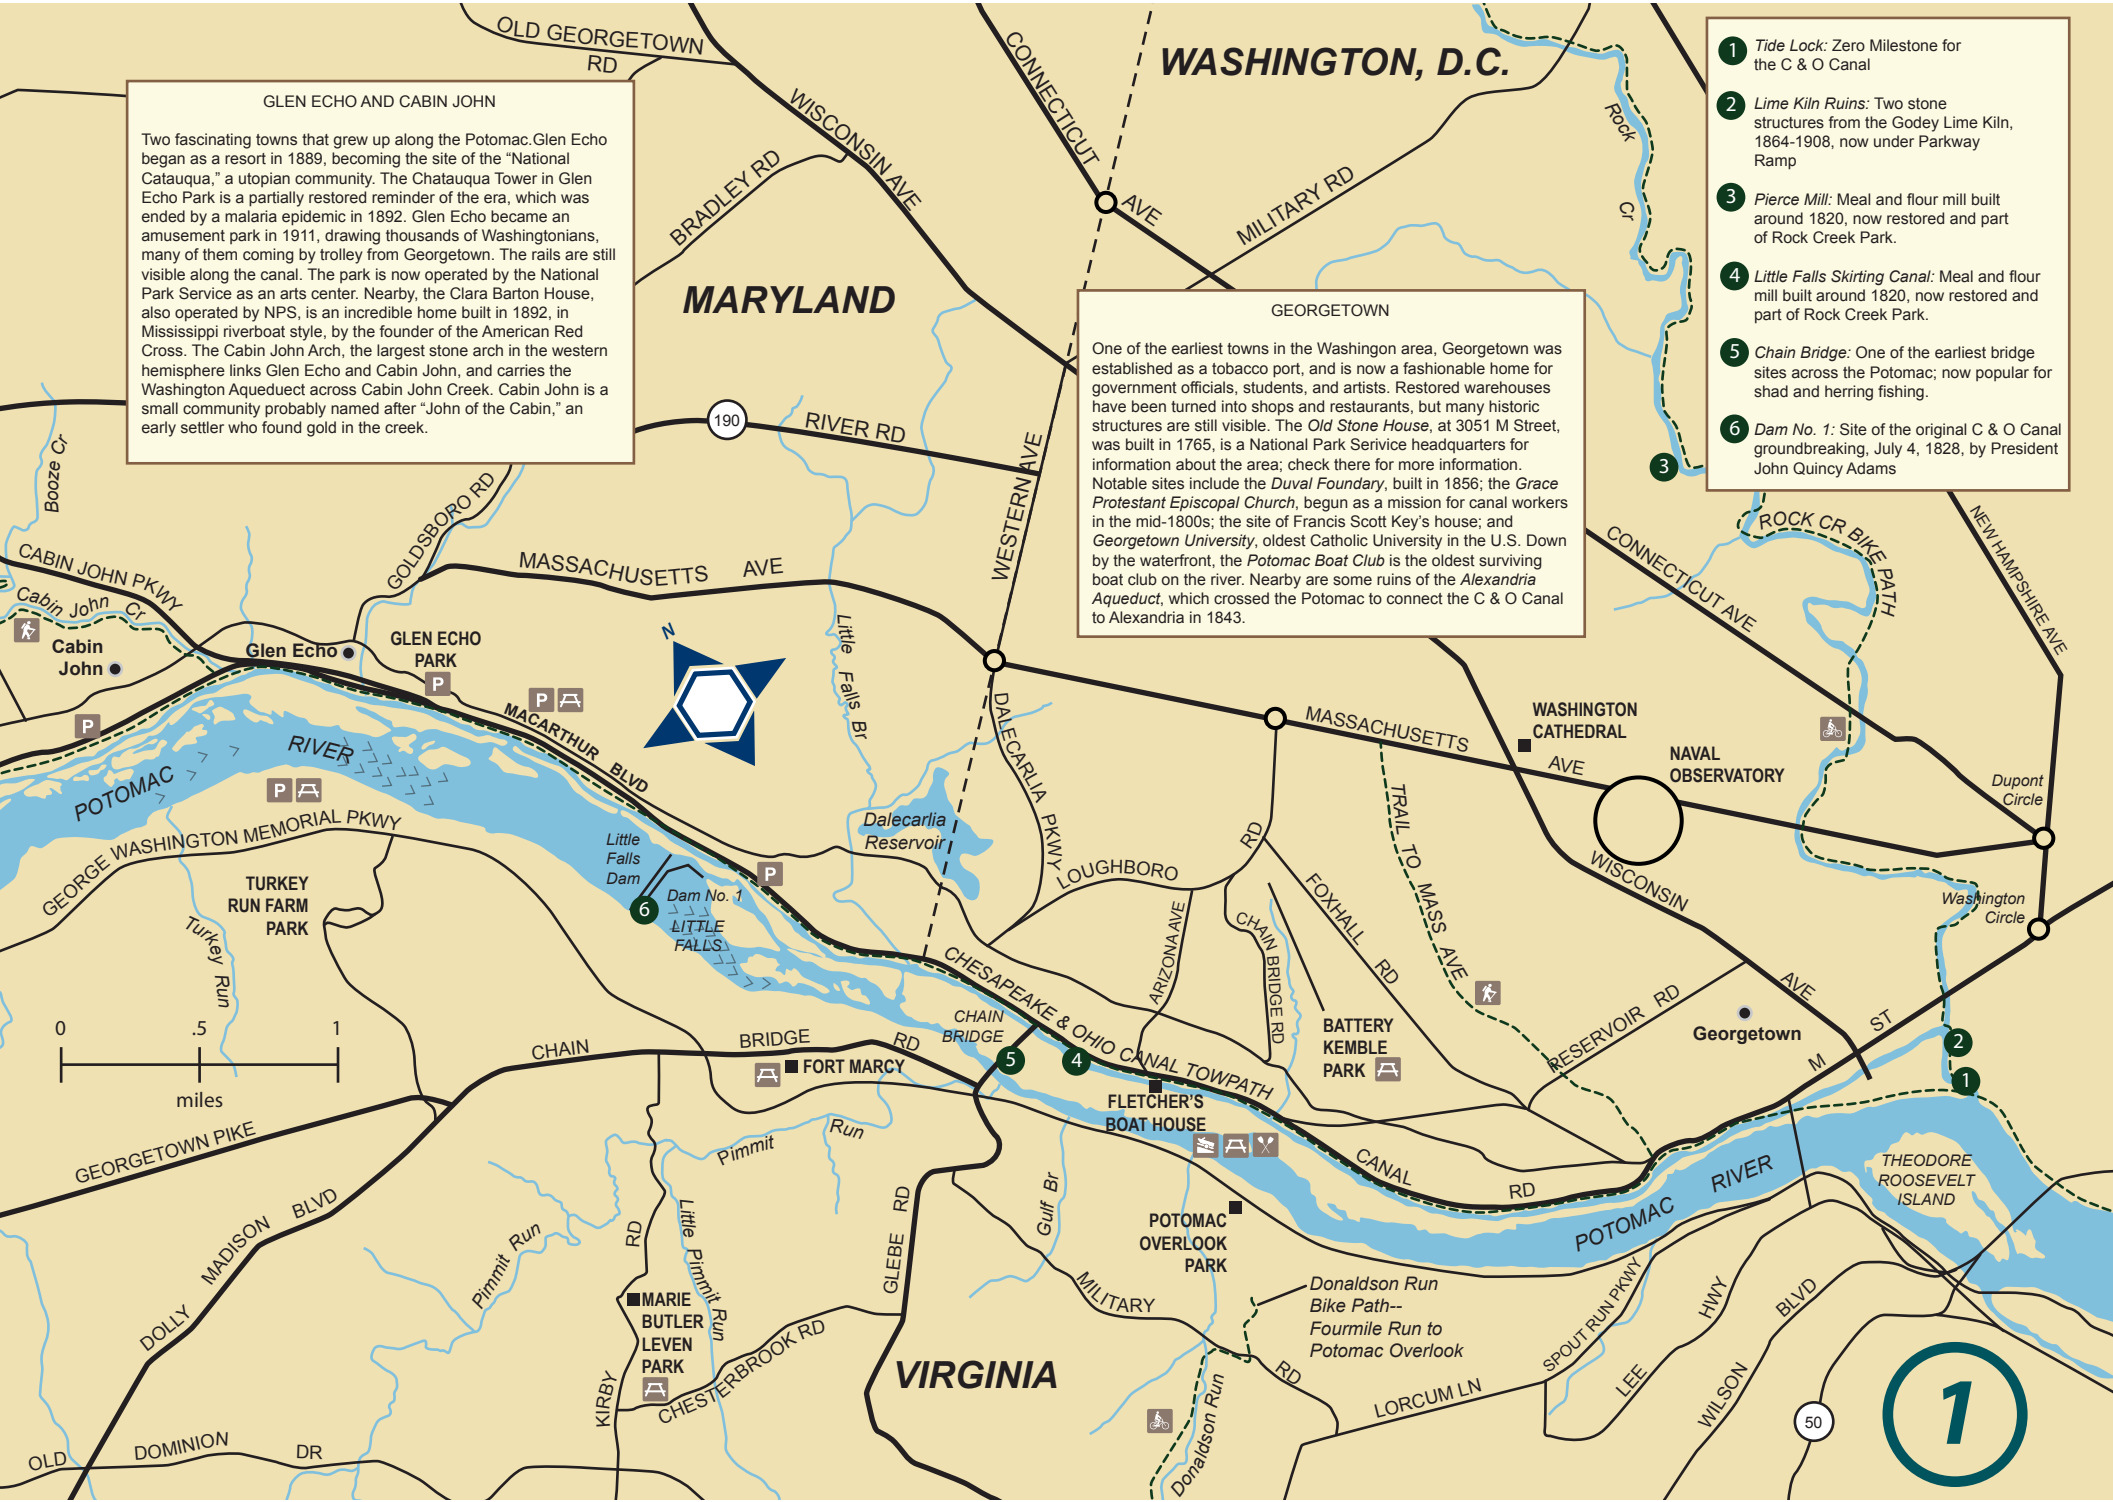 OLD GEORGETOWN
RD
WISCONSIN AVE
CONNECTICUT
AVE
WASHINGTON, D.C.
MILITARY RD
Rock
Cr
BRADLEY RD
MARYLAND
GLEN ECHO AND CABIN JOHN
Two fascinating towns that grew up along the Potomac.Glen Echo
began as a resort in 1889, becoming the site of the “National
Catauqua,” a utopian community. The Chatauqua Tower in Glen
Echo Park is a partially restored reminder of the era, which was
ended by a malaria epidemic in 1892. Glen Echo became an
amusement park in 1911, drawing thousands of Washingtonians,
many of them coming by trolley from Georgetown. The rails are still
visible along the canal. The park is now operated by the National
Park Service as an arts center. Nearby, the Clara Barton House,
also operated by NPS, is an incredible home built in 1892, in
Mississippi riverboat style, by the founder of the American Red
Cross. The Cabin John Arch, the largest stone arch in the western
hemisphere links Glen Echo and Cabin John, and carries the
Washington Aqueduect across Cabin John Creek. Cabin John is a
small community probably named after “John of the Cabin,” an
early settler who found gold in the creek.
1 Tide Lock: Zero Milestone for
the C & O Canal
2 Lime Kiln Ruins: Two stone
structures from the Godey Lime Kiln,
1864-1908, now under Parkway
Ramp
3 Pierce Mill: Meal and flour mill built
around 1820, now restored and part
of Rock Creek Park.
4 Little Falls Skirting Canal: Meal and flour
mill built around 1820, now restored and
part of Rock Creek Park.
5 Chain Bridge: One of the earliest bridge
sites across the Potomac; now popular for
shad and herring fishing.
6 Dam No. 1: Site of the original C & O Canal
groundbreaking, July 4, 1828, by President
John Quincy Adams
GEORGETOWN
One of the earliest towns in the Washingon area, Georgetown was
established as a tobacco port, and is now a fashionable home for
government officials, students, and artists. Restored warehouses
have been turned into shops and restaurants, but many historic
structures are still visible. The Old Stone House, at 3051 M Street,
was built in 1765, is a National Park Serivice headquarters for
information about the area; check there for more information.
Notable sites include the Duval Foundary, built in 1856; the Grace
Protestant Episcopal Church, begun as a mission for canal workers
in the mid-1800s; the site of Francis Scott Key’s house; and
Georgetown University, oldest Catholic University in the U.S. Down
by the waterfront, the Potomac Boat Club is the oldest surviving
boat club on the river. Nearby are some ruins of the Alexandria
Aqueduct, which crossed the Potomac to connect the C & O Canal
to Alexandria in 1843.
190
RIVER RD
WESTERN AVE
3
Booze Cr
GOLDSBORO RD
CABIN JOHN PKWY
Cabin John Cr
MASSACHUSETTS AVE
CONNECTICUT AVE
ROCK CR BIKE PATH
NEW HAMPSHIRE AVE
Cabin
John
Glen Echo
GLEN ECHO
PARK
P
P
P
N
Little Falls Br
DALECARLIA PKWY
MASSACHUSETTS
AVE
WASHINGTON
CATHEDRAL
NAVAL
OBSERVATORY
Dupont
Circle
MACARTHUR BLVD
POTOMAC
RIVER
P
GEORGE WASHINGTON MEMORIAL PKWY
TURKEY
RUN FARM
PARK
Turkey Run
Little
Falls
Dam
6
Dam No. 1
LITTLE
FALLS
P
Dalecarlia
Reservoir
LOUGHBORO
RD
TRAIL TO MASS AVE
WISCONSIN
AVE
Washington
Circle
ARIZONA AVE
CHAIN BRIDGE RD
FOXHALL
RD
RESERVOIR RD
Georgetown
M
ST
2
1
0
.5
1
miles
CHAIN
BRIDGE
RD
FORT MARCY
CHAIN
BRIDGE
5
4
CHESAPEAKE & OHIO CANAL TOWPATH
BATTERY
KEMBLE
PARK
FLETCHER’S
BOAT HOUSE
CANAL
RD
GEORGETOWN PIKE
DOLLY
MADISON
BLVD
Pimmit
Run
Pimmit Run
Little Pimmit Run
POTOMAC
RIVER
THEODORE
ROOSEVELT
ISLAND
RD
KIRBY
GLEBE
RD
Gulf Br
POTOMAC
OVERLOOK
PARK
MARIE
BUTLER
LEVEN
PARK
CHESTERBROOK RD
MILITARY
RD
Donaldson Run
Bike Path--
Fourmile Run to
Potomac Overlook
Donaldson Run
VIRGINIA
LORCUM LN
SPOUT RUN PKWY
LEE
HWY
WILSON
BLVD
50
OLD
DOMINION
DR
1